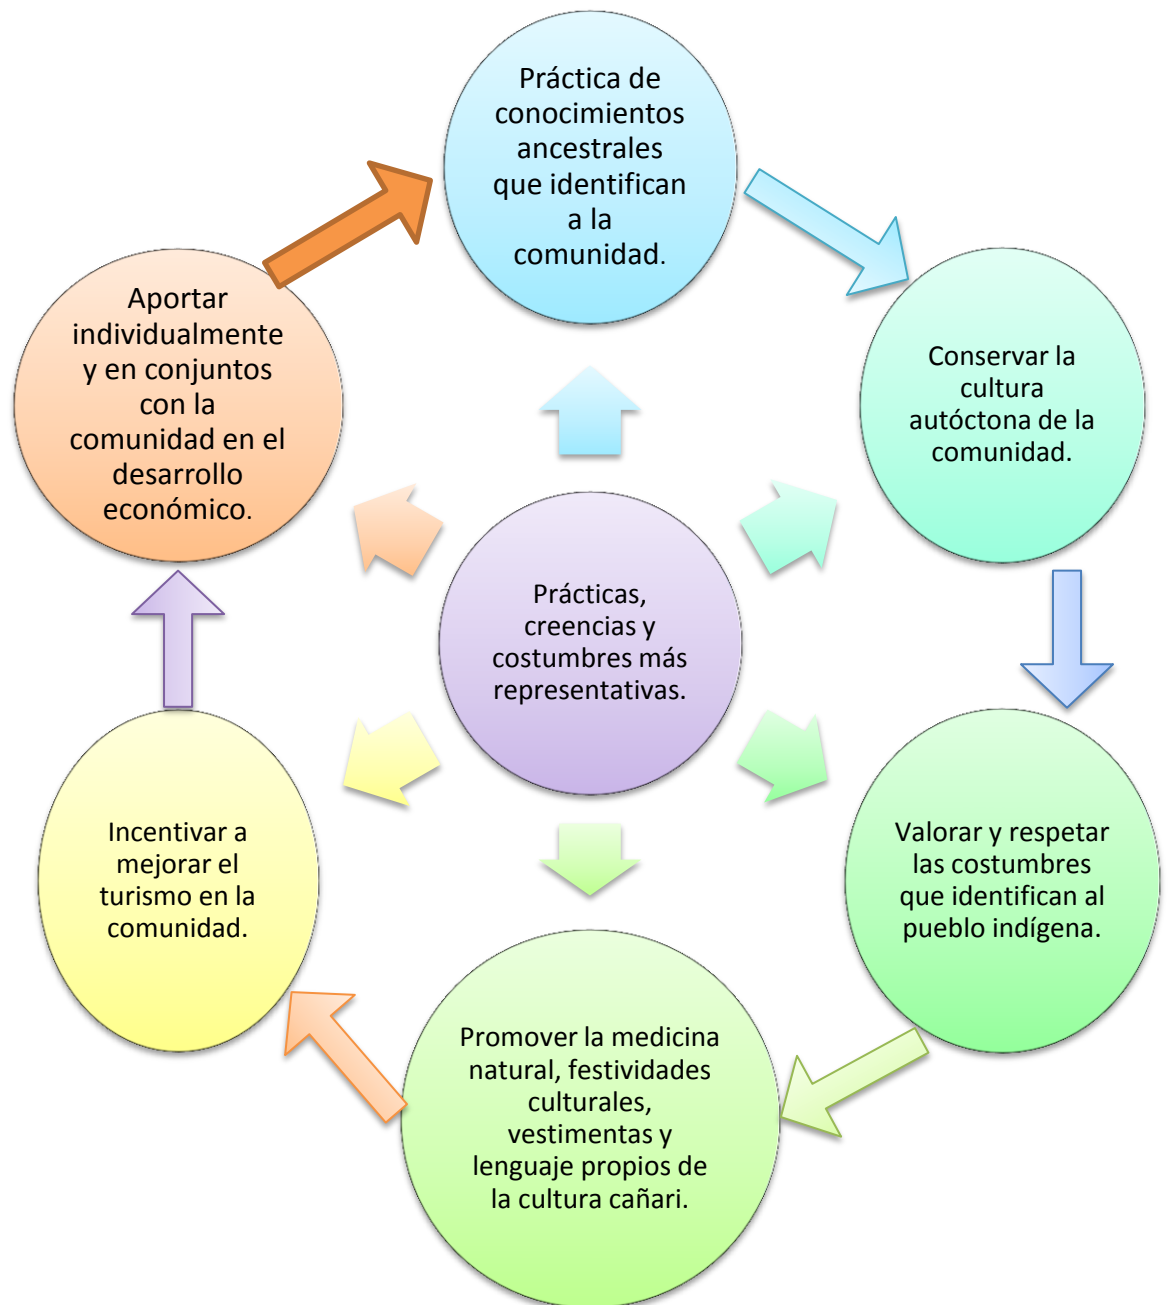 Práctica de
conocimientos
ancestrales
que identifican
a la
comunidad.
Conservar la
cultura
autóctona de la
comunidad.
Valorar y respetar
las costumbres
que identifican al
pueblo indígena.
Promover la medicina
natural, festividades
culturales,
vestimentas y
lenguaje propios de
la cultura cañari.
Incentivar a
mejorar el
turismo en la
comunidad.
Aportar
individualmente
y en conjuntos
con la
comunidad en el
desarrollo
económico.
Prácticas,
creencias y
costumbres más
representativas.